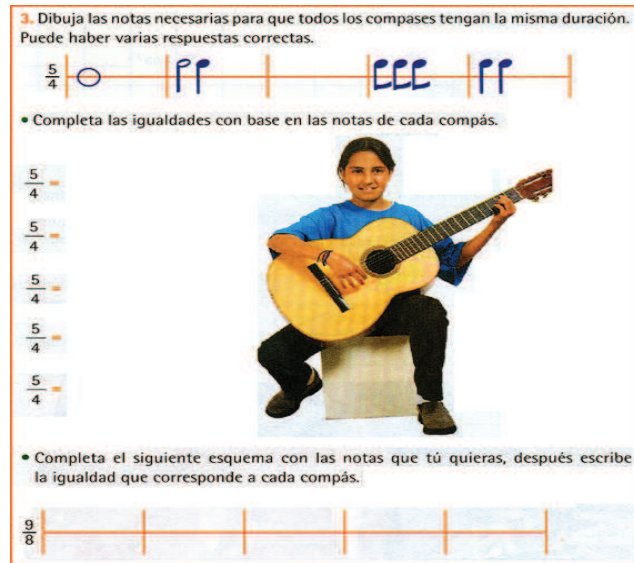 3. Dibuja las notas necesarias para que todos los compases tengan la misma duración.
Puede haber varias respuestas correctas.
5/4
• Completa las igualdades con base en las notas de cada compás.
5/4 =
5/4 =
5/4 =
5/4 =
5/4 =
• Completa el siguiente esquema con las notas que tú quieras, después escribe
la igualdad que corresponde a cada compás.
9/8